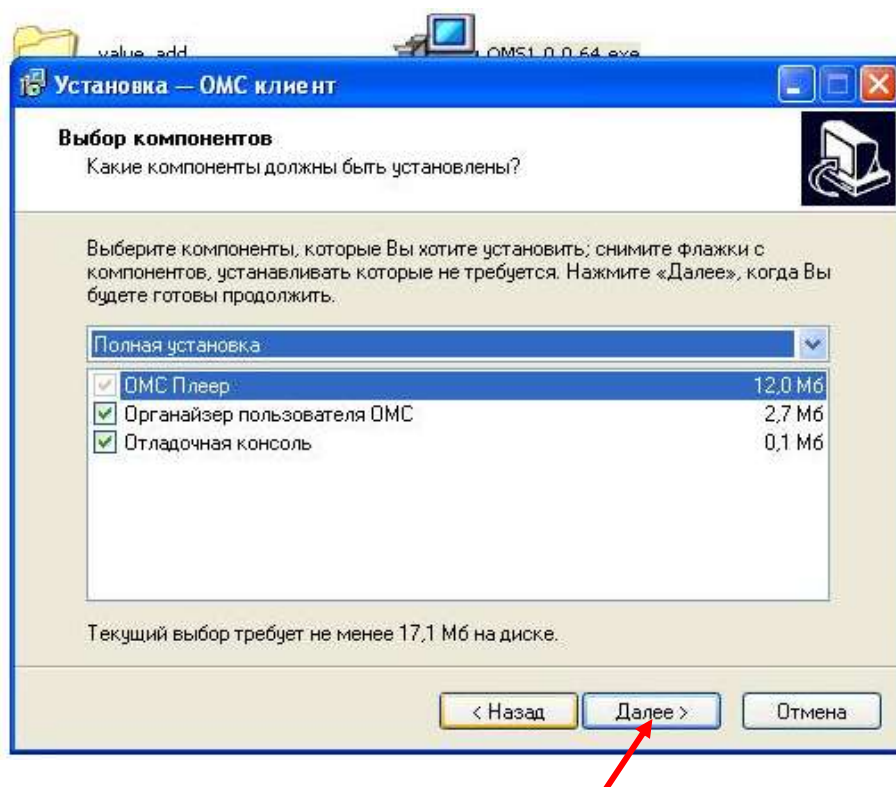 value_add
OMS1.0.0.64.exe
Установка — ОМС клиент
Выбор компонентов
Какие компоненты должны быть установлены?
Выберите компоненты, которые Вы хотите установить; снимите флажки с
компонентов, устанавливать которые не требуется. Нажмите «Далее», когда Вы
будете готовы продолжить.
Полная установка
ОМС Плеер 12,0 Мб
Органайзер пользователя ОМС 2,7 Мб
Отладочная консоль 0,1 Мб
Текущий выбор требует не менее 17,1 Мб на диске.
< Назад Далее > Отмена